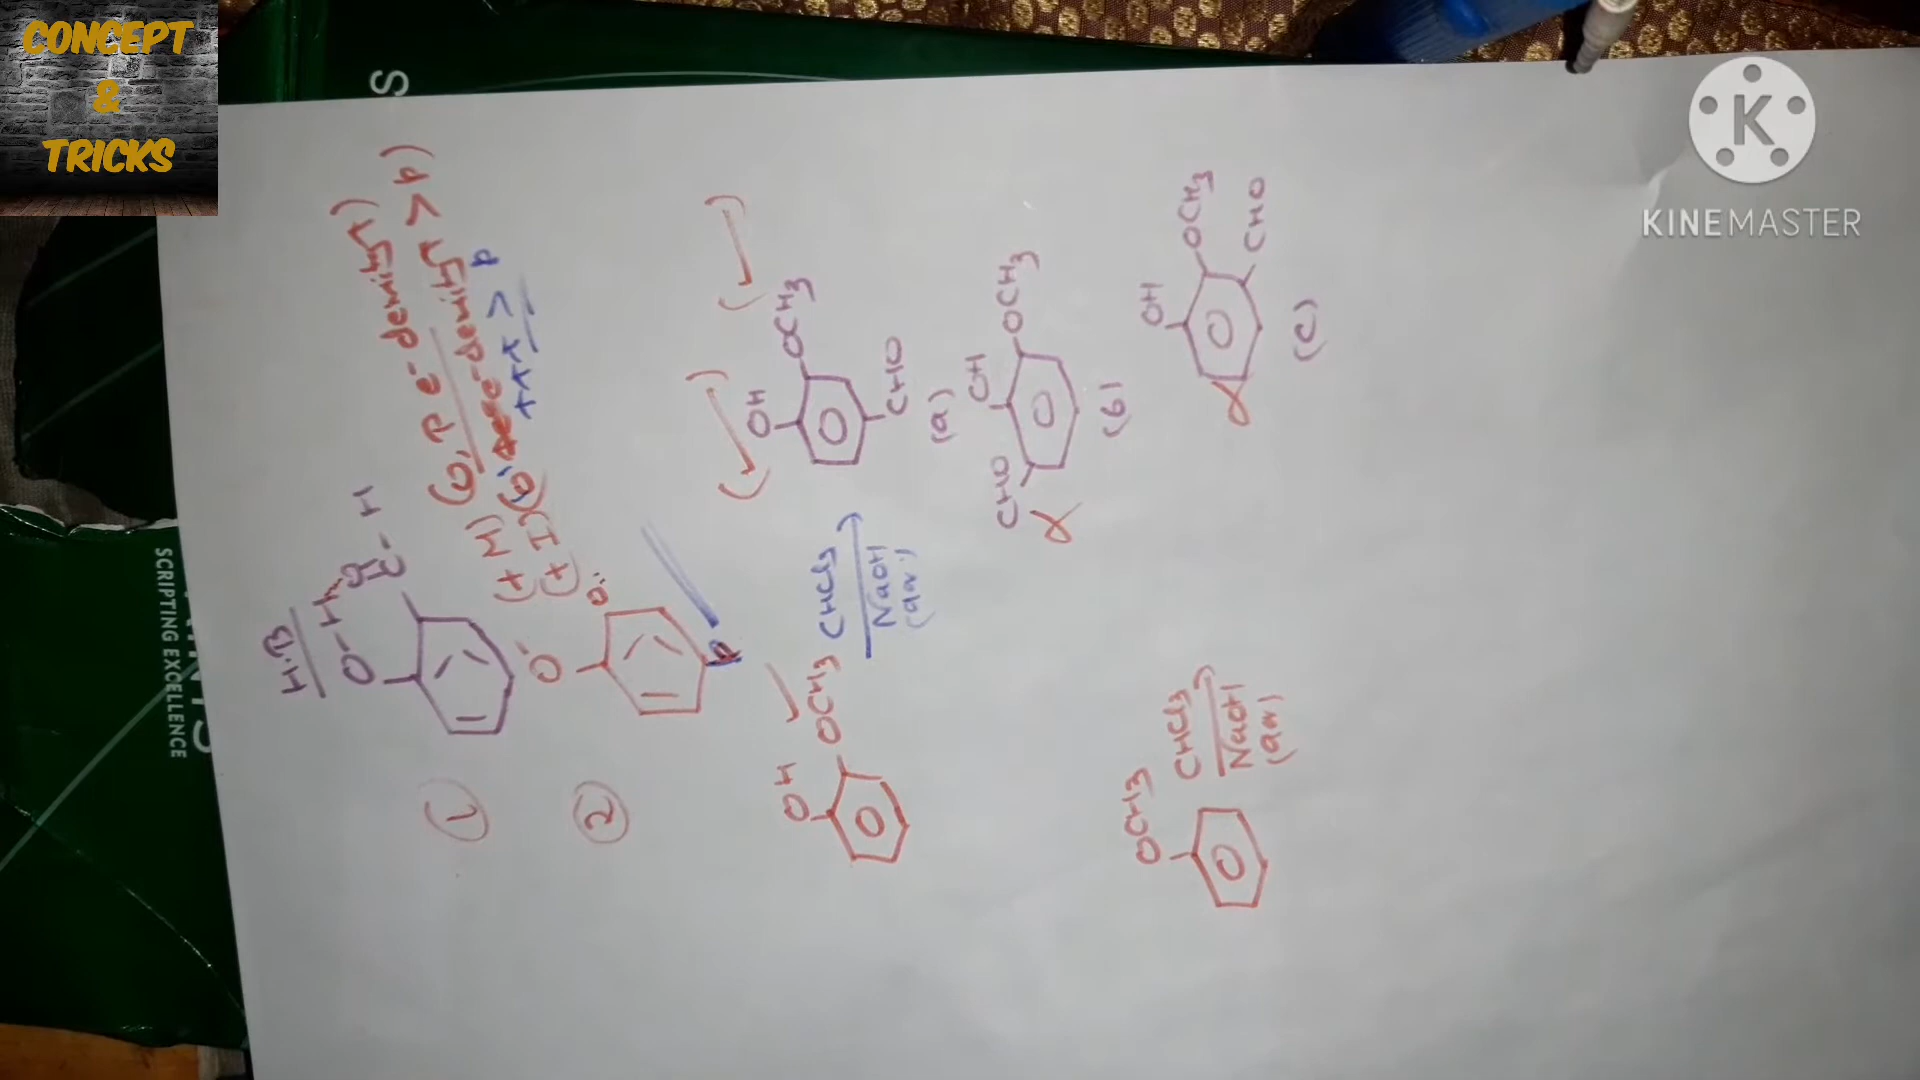 CONCEPT
&
TRICKS
S
SCRIPTING EXCELLENCE
K
KINEMASTER
H.B
O-H
C-H
①
O⁻
(+M) (o, p e⁻ density↑)
(+I) (o, e⁻ density↑ > p)
> p
②
o
p
OH
OCH3
CHCl3
NaOH
(aq.)
OH
OCH3
CHO
(a)
CHO
OH
OCH3
(b)
OH
OCH3
CHO
(c)
OCH3
CHCl3
NaOH
(aq.)